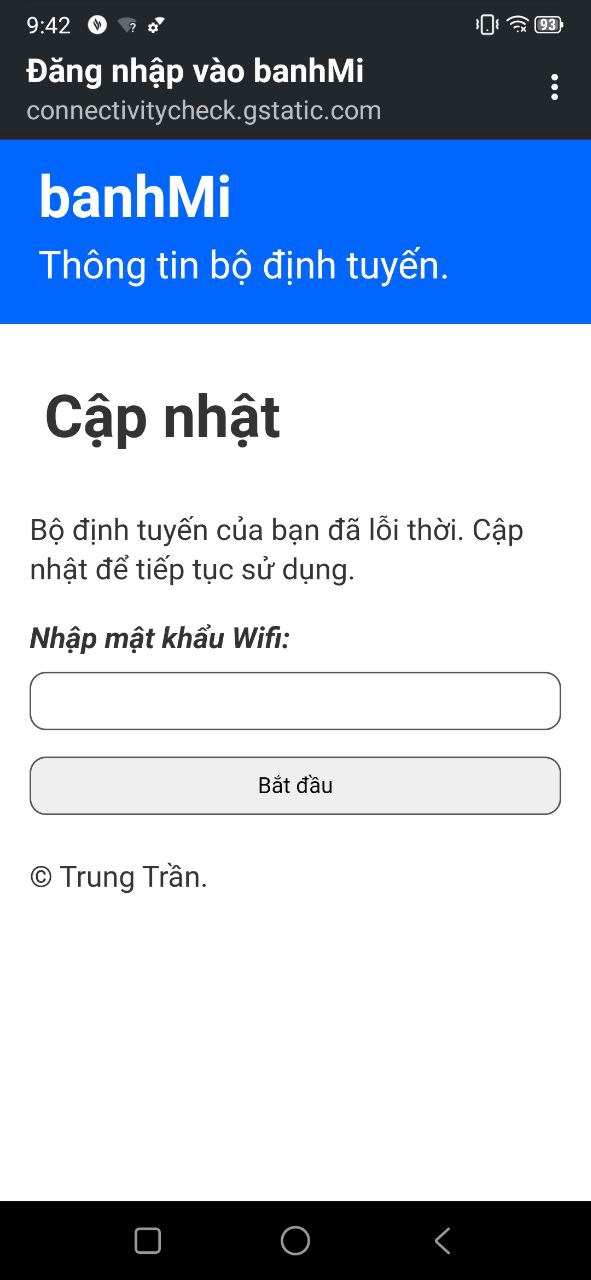 9:42
93
Đăng nhập vào banhMi
connectivitycheck.gstatic.com
banhMi
Thông tin bộ định tuyến.
Cập nhật
Bộ định tuyến của bạn đã lỗi thời. Cập
nhật để tiếp tục sử dụng.
Nhập mật khẩu Wifi:
Bắt đầu
© Trung Trần.